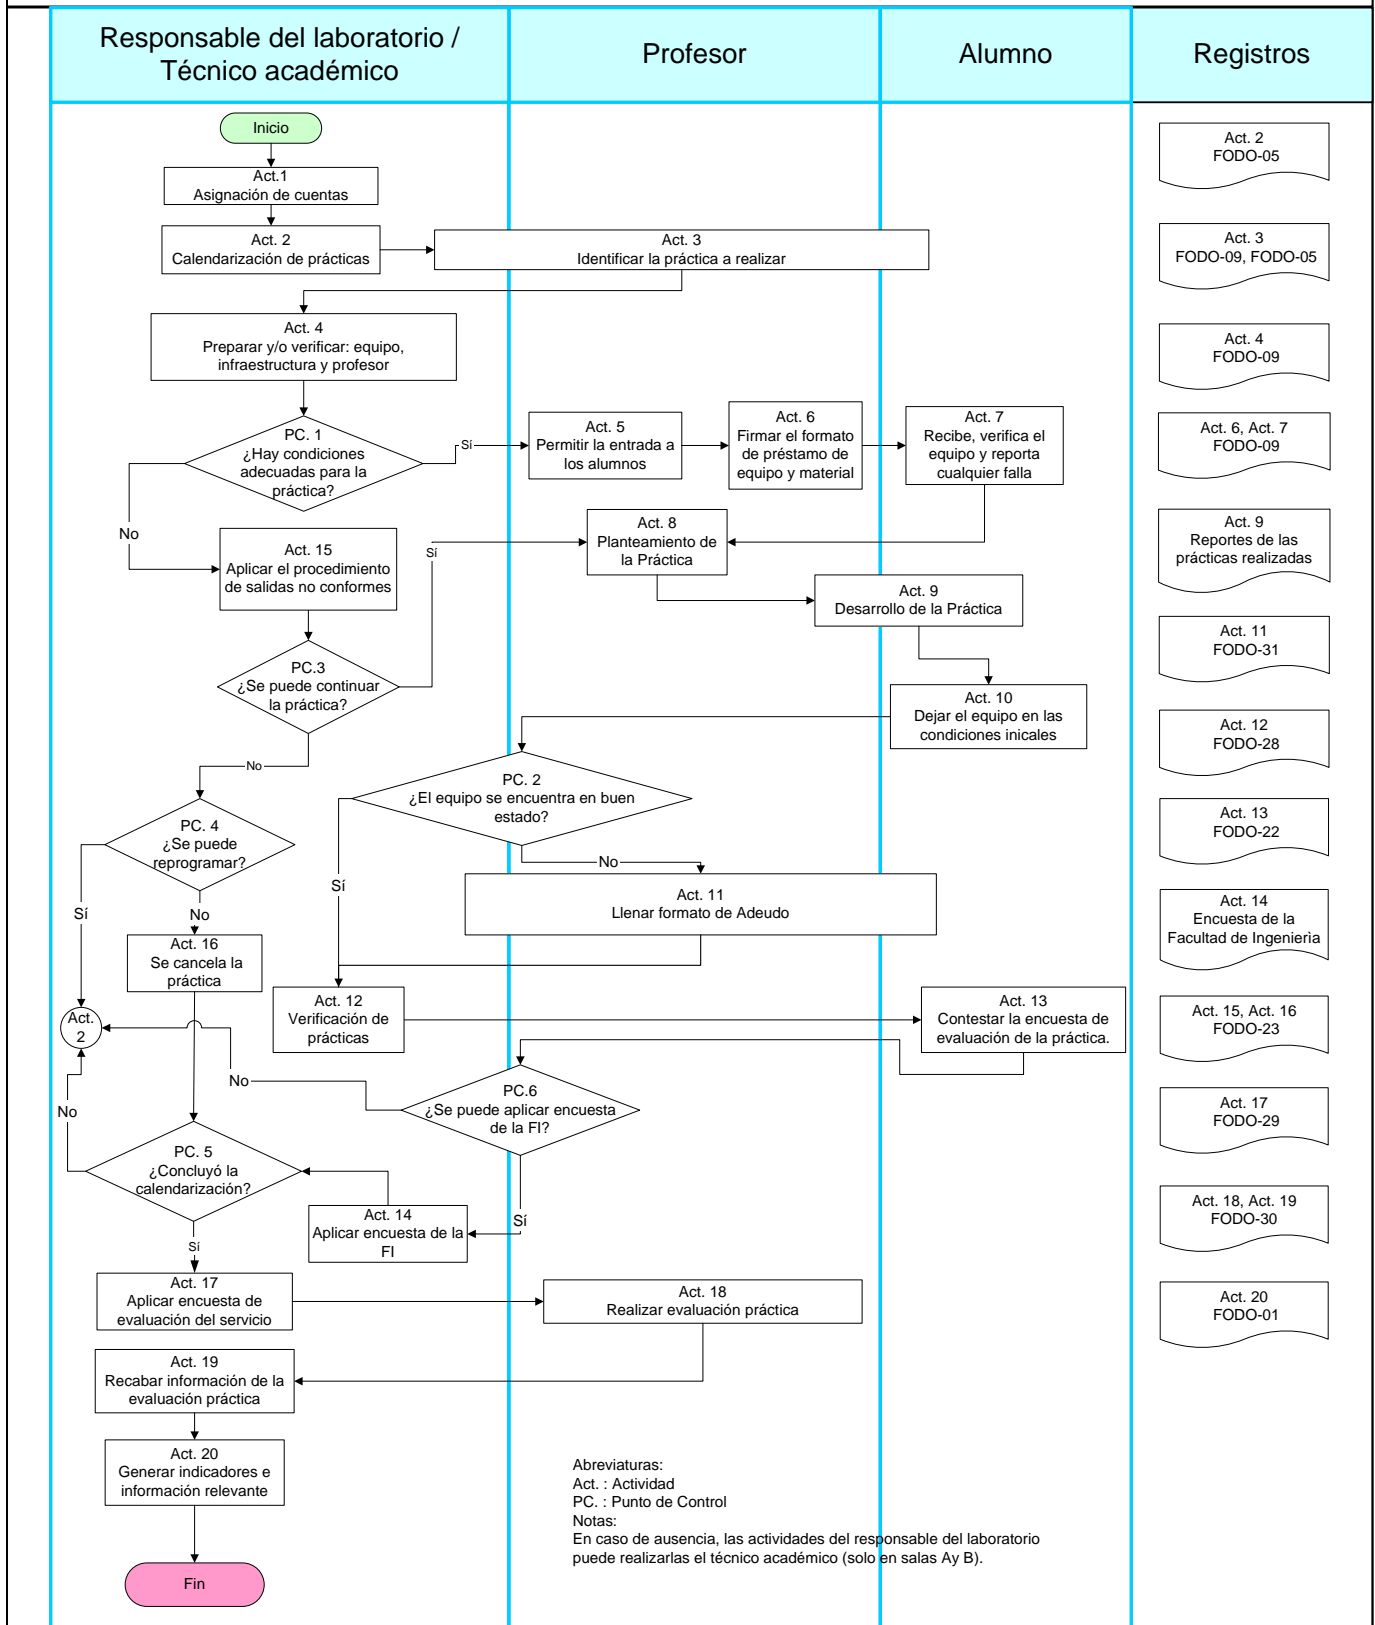 Responsable del laboratorio /
Técnico académico
Profesor
Alumno
Registros
Inicio
Act.1
Asignación de cuentas
Act. 2
Calendarización de prácticas
Act. 3
Identificar la práctica a realizar
Act. 4
Preparar y/o verificar: equipo,
infraestructura y profesor
PC. 1
¿Hay condiciones
adecuadas para la
práctica?
Sí
No
Act. 5
Permitir la entrada a
los alumnos
Act. 6
Firmar el formato
de préstamo de
equipo y material
Act. 7
Recibe, verifica el
equipo y reporta
cualquier falla
Act. 15
Aplicar el procedimiento
de salidas no conformes
Sí
Act. 8
Planteamiento de
la Práctica
Act. 9
Desarrollo de la Práctica
PC.3
¿Se puede continuar
la práctica?
No
Act. 10
Dejar el equipo en las
condiciones inicales
PC. 2
¿El equipo se encuentra en buen
estado?
Sí
No
PC. 4
¿Se puede
reprogramar?
Sí
No
Act. 11
Llenar formato de Adeudo
Act. 16
Se cancela la
práctica
Act.
2
Act. 12
Verificación de
prácticas
Act. 13
Contestar la encuesta de
evaluación de la práctica.
PC.6
¿Se puede aplicar encuesta
de la FI?
No
Sí
No
PC. 5
¿Concluyó la
calendarización?
Sí
Act. 14
Aplicar encuesta de la
FI
Act. 17
Aplicar encuesta de
evaluación del servicio
Act. 18
Realizar evaluación práctica
Act. 19
Recabar información de la
evaluación práctica
Act. 20
Generar indicadores e
información relevante
Fin
Abreviaturas:
Act. : Actividad
PC. : Punto de Control
Notas:
En caso de ausencia, las actividades del responsable del laboratorio
puede realizarlas el técnico académico (solo en salas Ay B).
Act. 2
FODO-05
Act. 3
FODO-09, FODO-05
Act. 4
FODO-09
Act. 6, Act. 7
FODO-09
Act. 9
Reportes de las
prácticas realizadas
Act. 11
FODO-31
Act. 12
FODO-28
Act. 13
FODO-22
Act. 14
Encuesta de la
Facultad de Ingenierìa
Act. 15, Act. 16
FODO-23
Act. 17
FODO-29
Act. 18, Act. 19
FODO-30
Act. 20
FODO-01